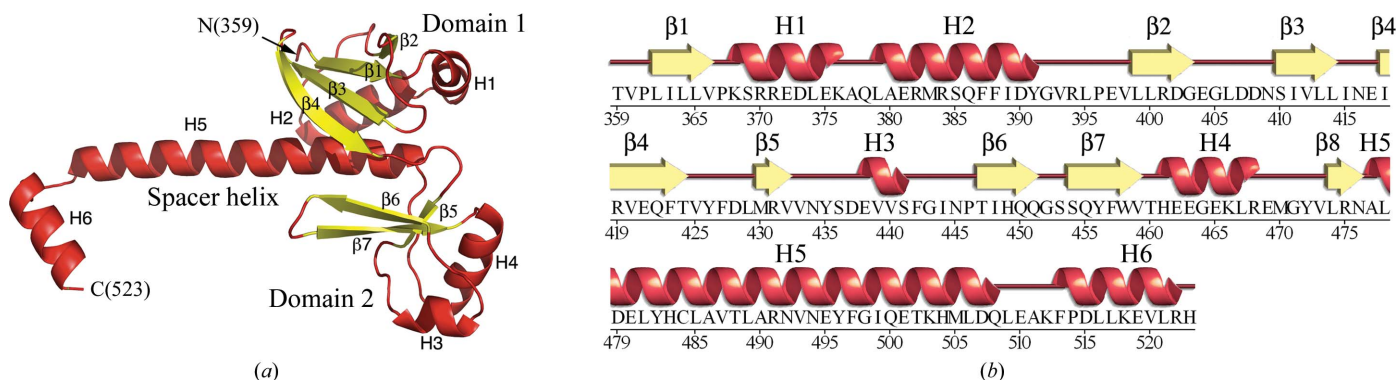 N(359)
Domain 1
β2
β1
β3
β4
H1
H2
H5
Spacer helix
H6
C(523)
β6
β5
β7
H4
Domain 2
H3
(a)
β1 H1 H2 β2 β3 β4
TVPLILLVPKSRREDLEKAQLAERMRSQFFIDYGVRLPEVLLRDGEGLDDNSIVLLINEI
359 365 370 375 380 385 390 395 400 405 410 415
β4 β5 H3 β6 β7 H4 β8 H5
RVEQFTVYFDLMRVVNYSDEVVSFGINPTIHQQGSSQYFWVTHEEGEKLREMGYVLRNAL
419 425 430 435 440 445 450 455 460 465 470 475
H5 H6
DELYHCLAVTLARNVNEYFGIQETKHMLDQLEAKFPDLLKEVLRH
479 485 490 495 500 505 510 515 520
(b)